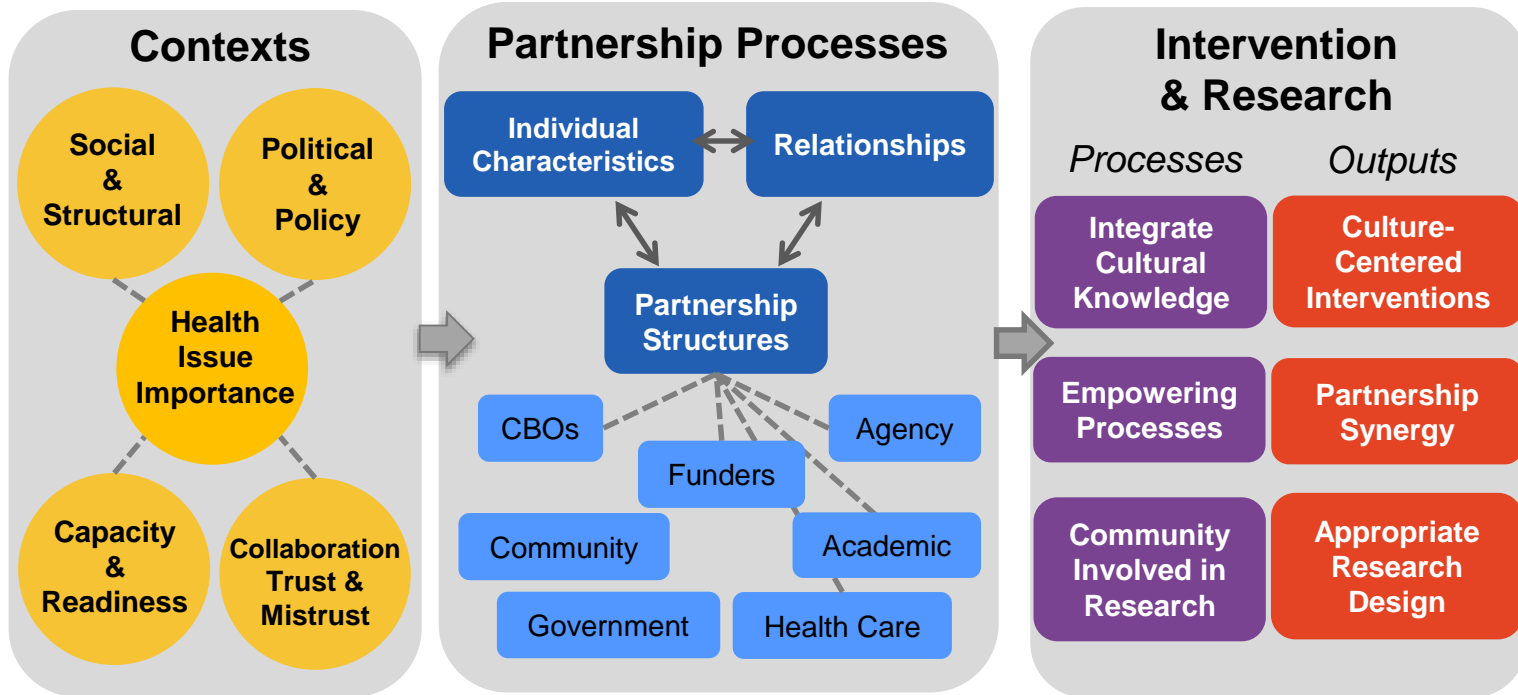 Contexts
Social
&
Structural
Political
&
Policy
Health
Issue
Importance
Capacity
&
Readiness
Collaboration
Trust &
Mistrust
Partnership Processes
Individual
Characteristics
Relationships
Partnership
Structures
CBOs
Agency
Funders
Community
Academic
Government
Health Care
Intervention
& Research
Processes
Outputs
Integrate
Cultural
Knowledge
Culture-
Centered
Interventions
Empowering
Processes
Partnership
Synergy
Community
Involved in
Research
Appropriate
Research
Design